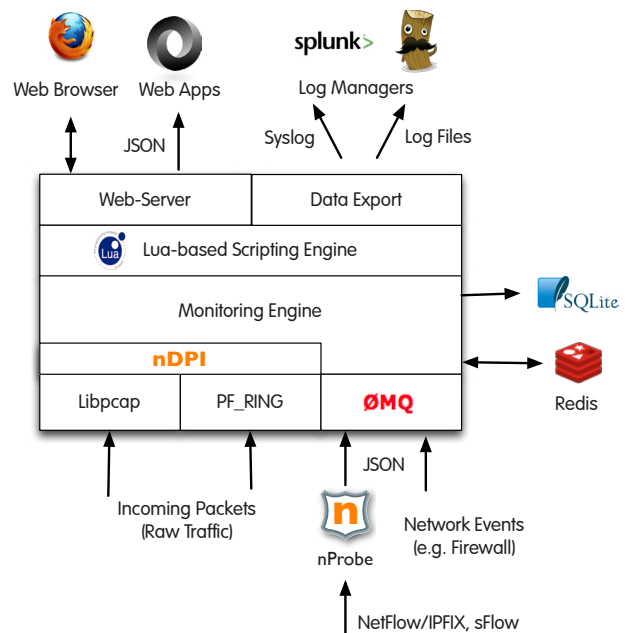 splunk>
Web Browser
Web Apps
Log Managers
JSON
Syslog
Log Files
Web-Server
Data Export
Lua
Lua-based Scripting Engine
Monitoring Engine
SQLite
nDPI
Libpcap
PF_RING
ØMQ
Redis
JSON
Incoming Packets
(Raw Traffic)
n
nProbe
Network Events
(e.g. Firewall)
NetFlow/IPFIX, sFlow